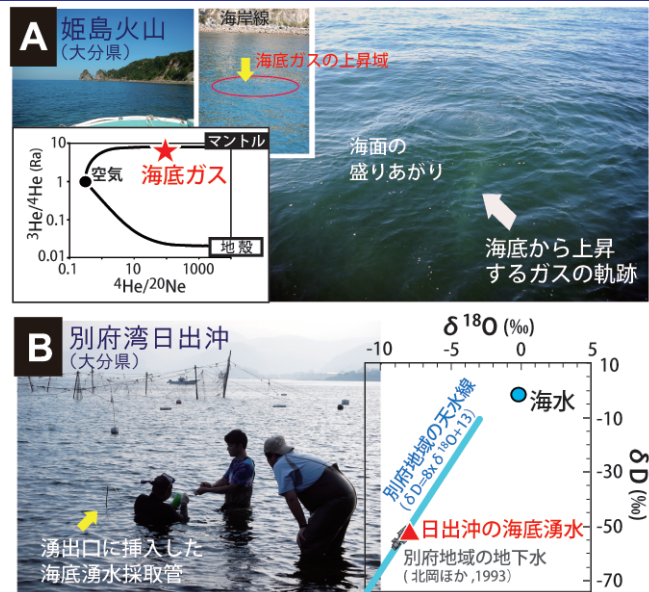 A 姫島火山
(大分県)
海岸線
海底ガスの上昇域
海面の
盛りあがり
海底から上昇
するガスの軌跡
³He/⁴He (Ra)
10
1
0.1
0.01
マントル
空気
海底ガス
地殻
0.1
10
1000
⁴He/²⁰Ne
B 別府湾日出沖
(大分県)
湧出口に挿入した
海底湧水採取管
δ ¹⁸O (‰)
-10
-5
0
5
10
-10
-30
-50
-70
δ D (‰)
海水
別府地域の天水線
(δ D=8x δ ¹⁸O+13)
日出沖の海底湧水
別府地域の地下水
(北岡ほか,1993)